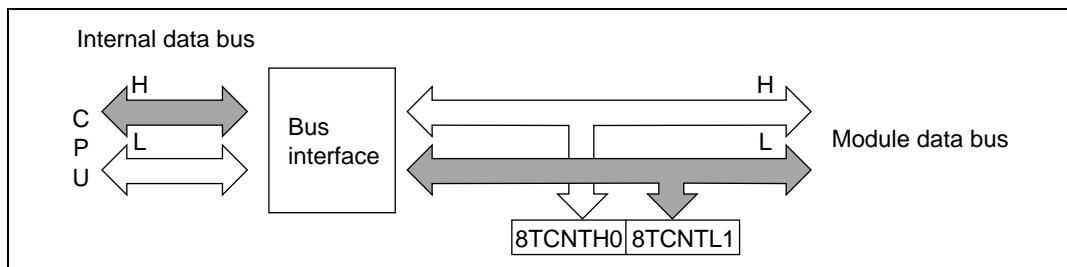 Internal data bus
H
H
C
P
U
L
Bus
interface
L
Module data bus
8TCNTH0
8TCNTL1